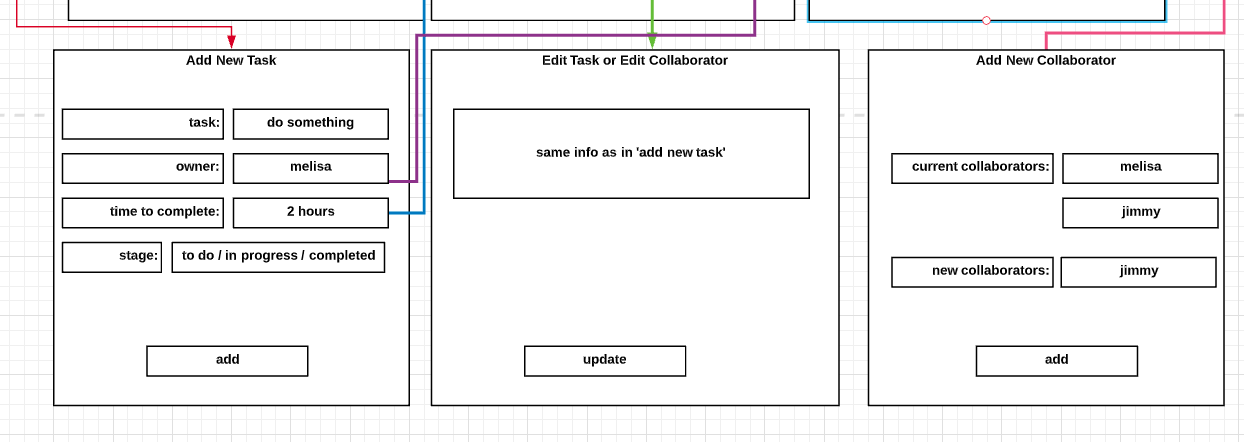 Add New Task
task: do something
owner: melisa
time to complete: 2 hours
stage: to do / in progress / completed
add
Edit Task or Edit Collaborator
same info as in 'add new task'
update
Add New Collaborator
current collaborators: melisa
jimmy
new collaborators: jimmy
add